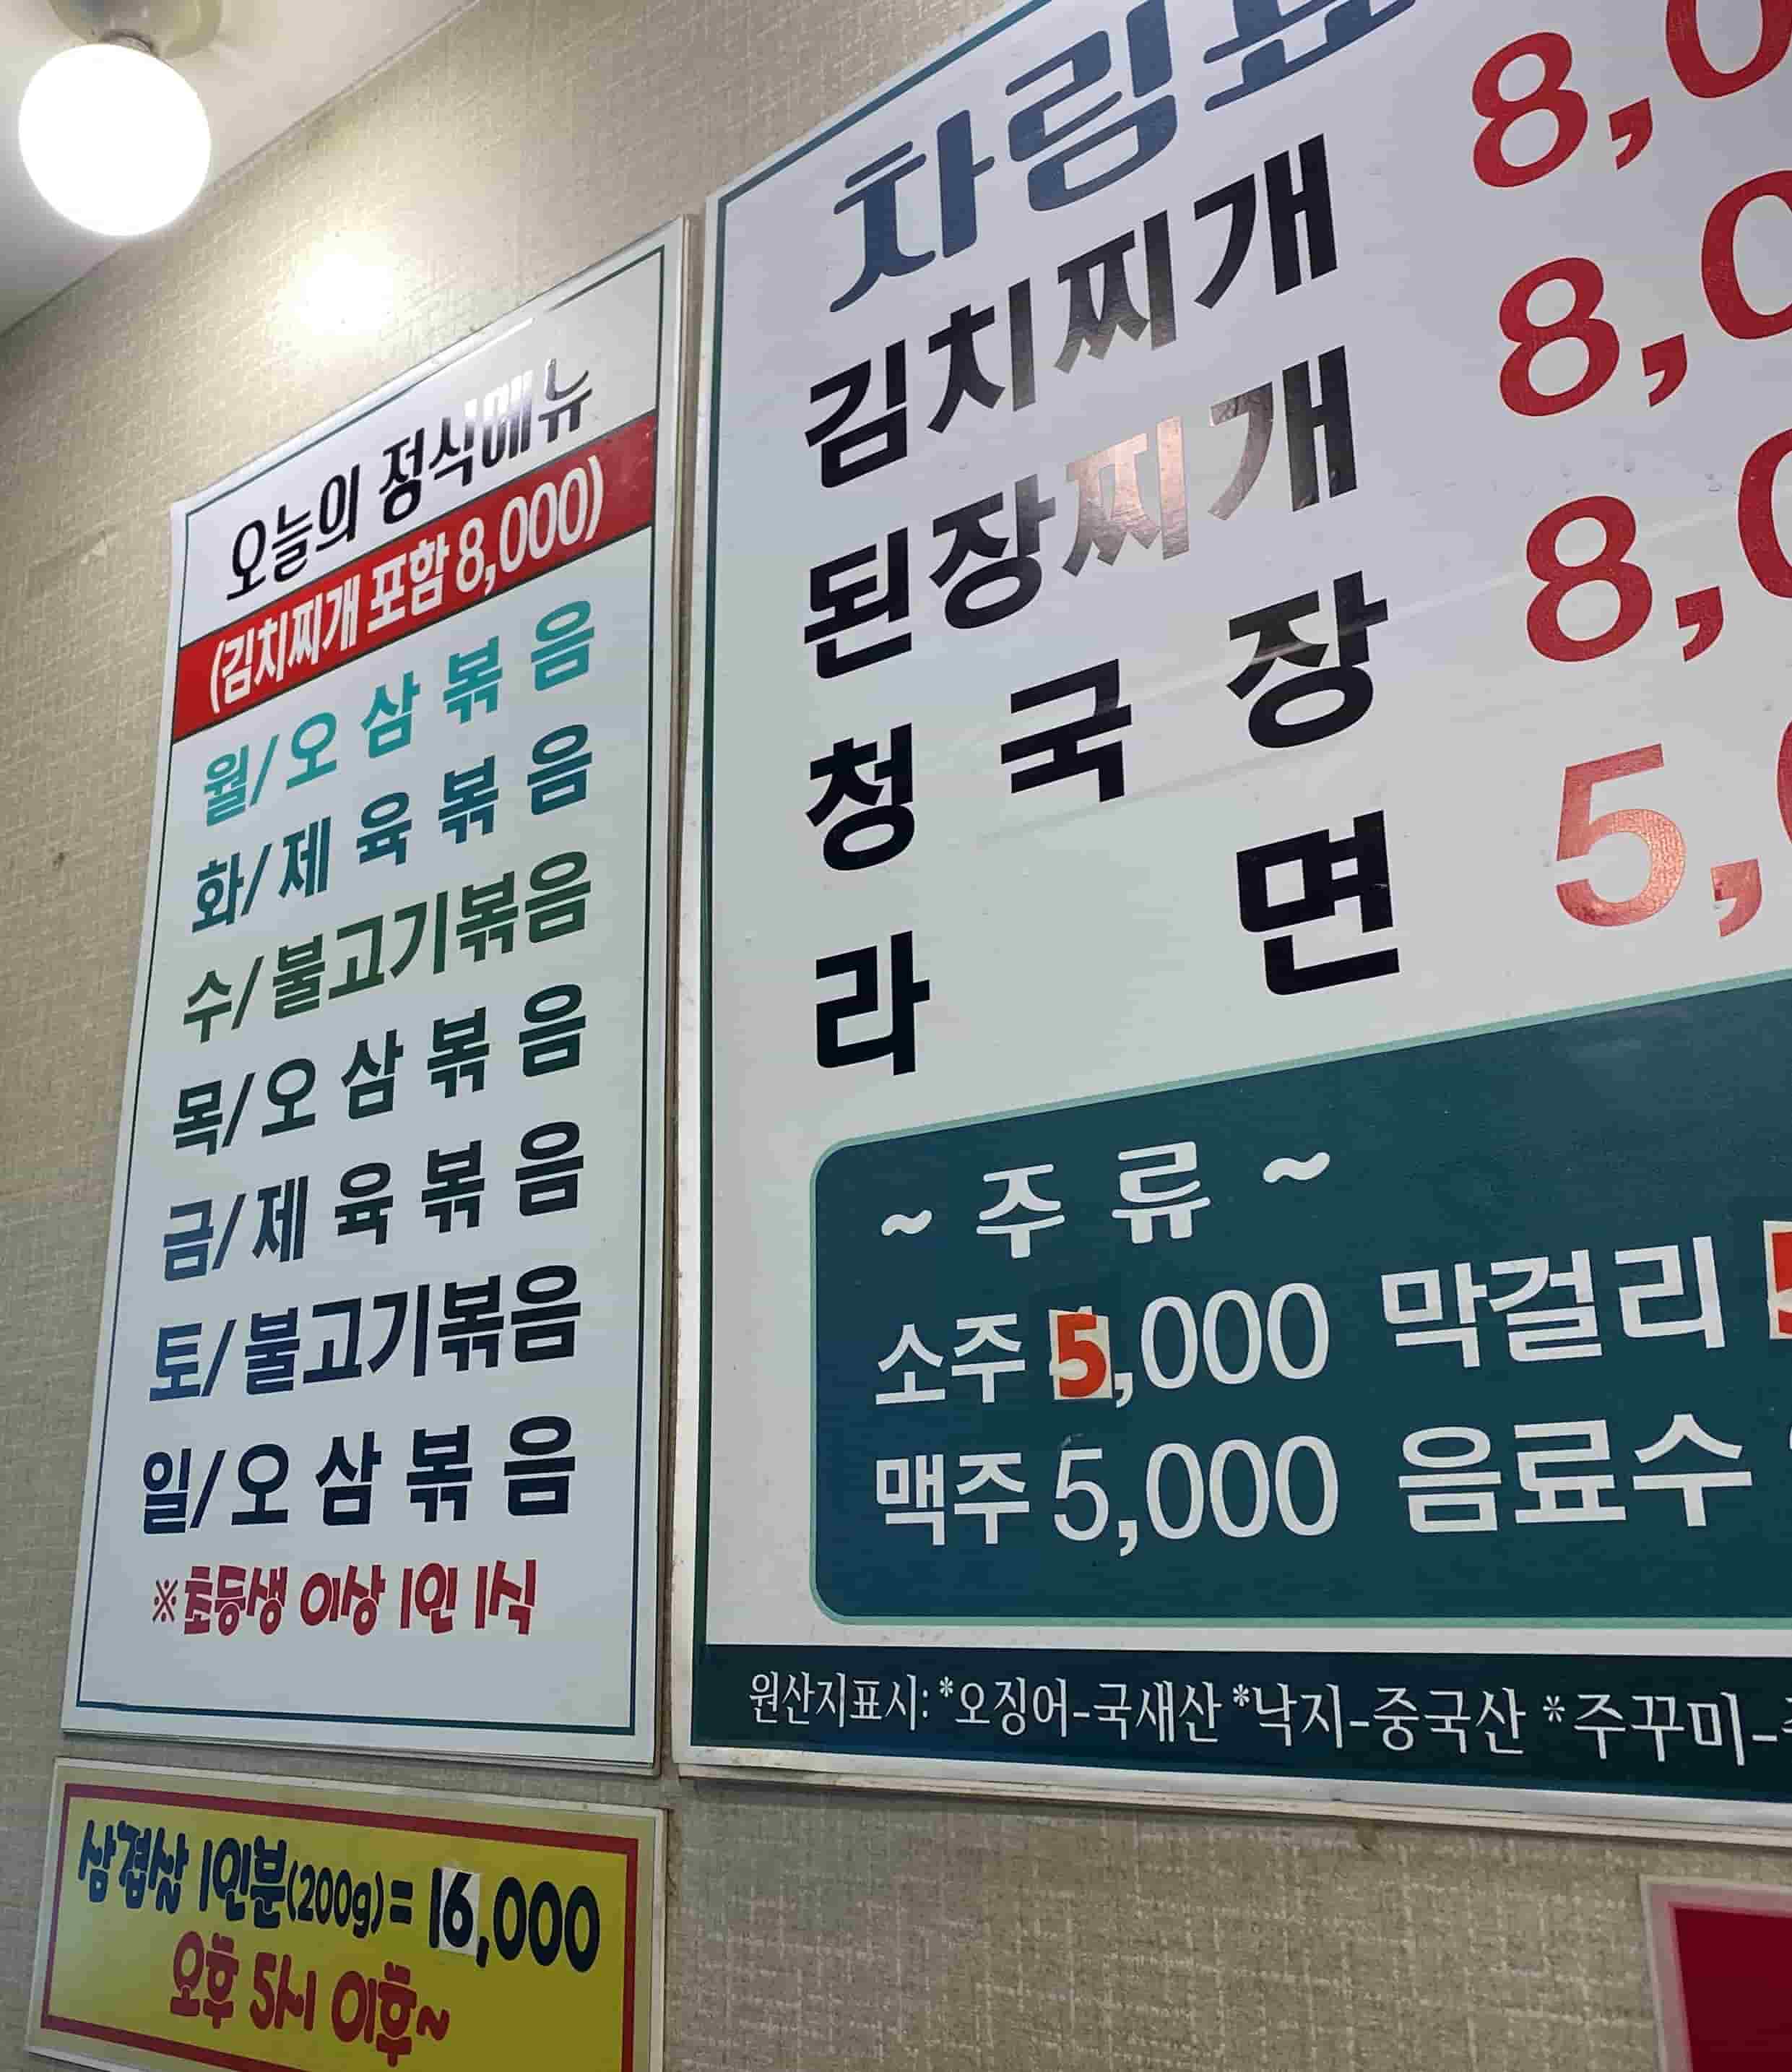 오늘의 정식메뉴
(김치찌개 포함 8,000)
월/오삼볶음
화/제육볶음
수/불고기볶음
목/오삼볶음
금/제육볶음
토/불고기볶음
일/오삼볶음
※초등생 이상 1인 1식
삼겹살 1인분(200g)= 16,000
오후 5시 이후~
차림표
김치찌개 8,0
된장찌개 8,0
청국장 8,0
라면 5,0
~주류~
소주 5,000 막걸리 5
맥주 5,000 음료수
원산지표시: *오징어-국새산 *낙지-중국산 *주꾸미-